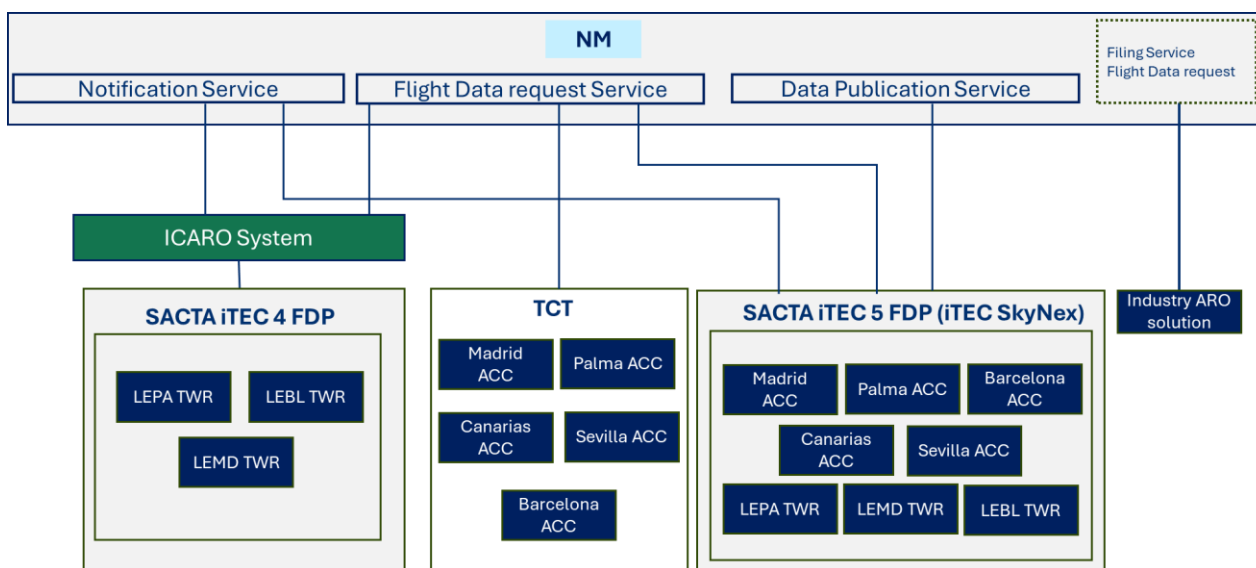 NM
Filing Service
Flight Data request
Notification Service
Flight Data request Service
Data Publication Service
ICARO System
SACTA iTEC 4 FDP
LEPA TWR
LEBL TWR
LEMD TWR
TCT
Madrid
ACC
Palma ACC
Canarias
ACC
Sevilla ACC
Barcelona
ACC
SACTA iTEC 5 FDP (iTEC SkyNex)
Madrid
ACC
Palma ACC
Barcelona
ACC
Canarias
ACC
Sevilla ACC
LEPA TWR
LEMD TWR
LEBL TWR
Industry ARO
solution